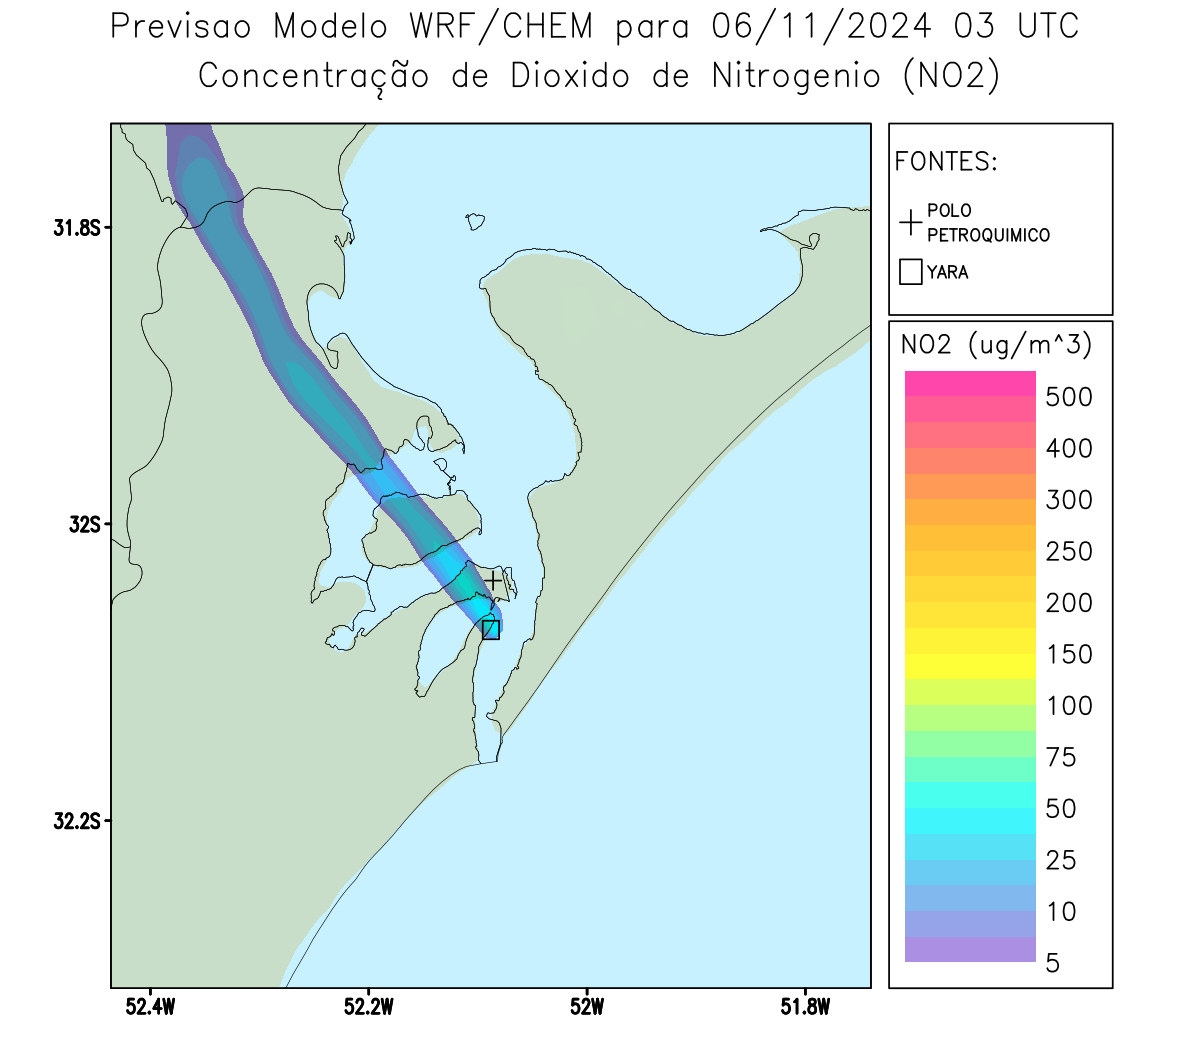 Previsao Modelo WRF/CHEM para 06/11/2024 03 UTC
Concentração de Dioxido de Nitrogenio (NO2)
FONTES:
POLO
PETROQUIMICO
YARA
31.8S
32S
32.2S
52.4W
52.2W
52W
51.8W
NO2 (ug/m^3)
500
400
300
250
200
150
100
75
50
25
10
5